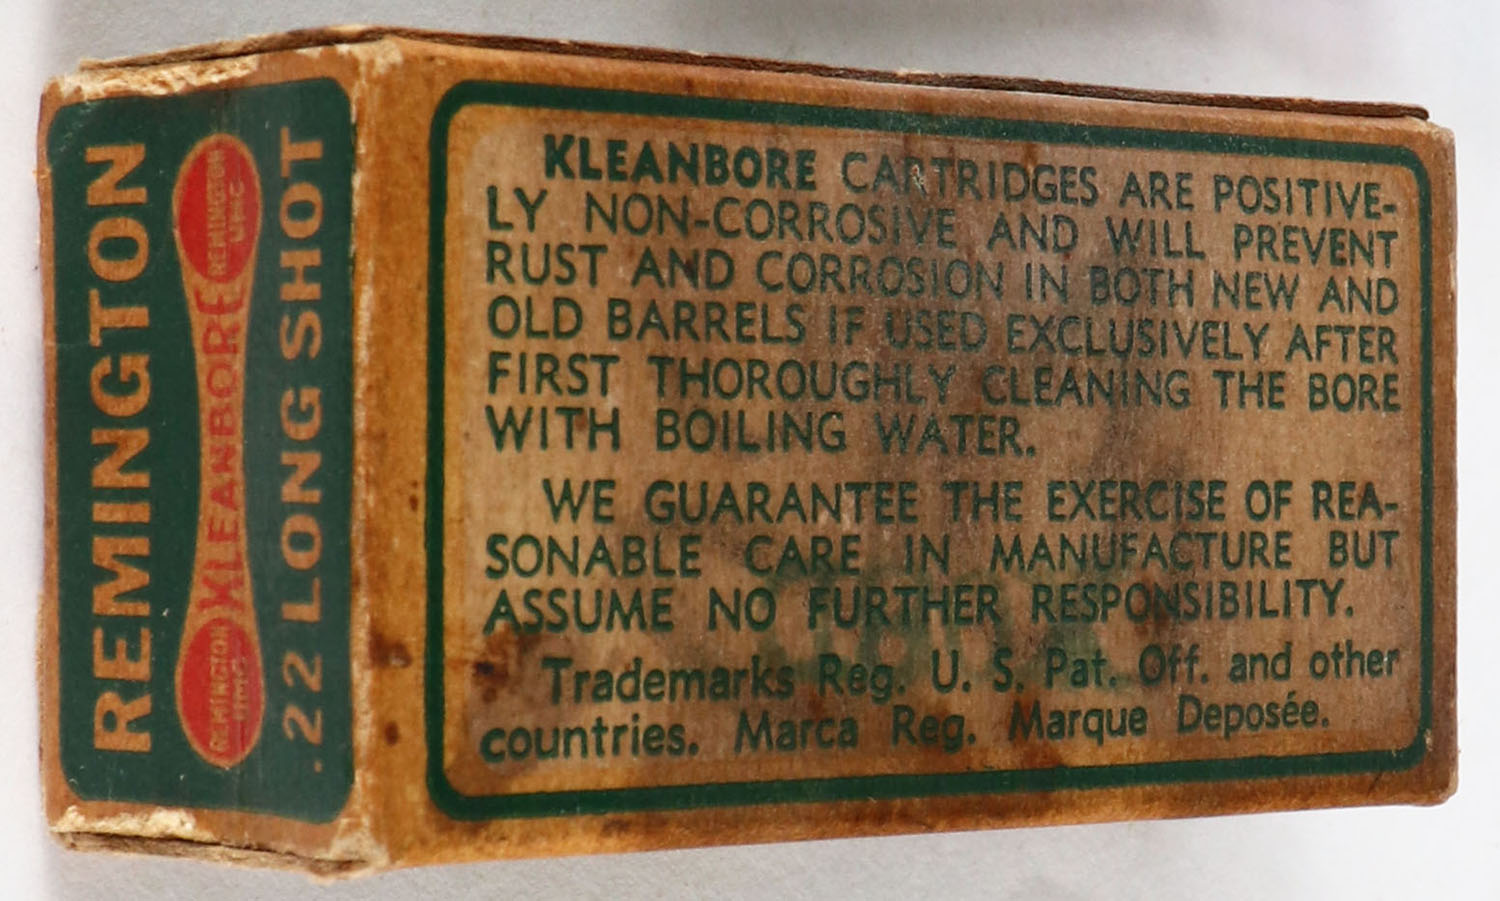 REMINGTON
REMINGTON
UMC
KLEANBORE
REMINGTON
UMC
.22 LONG SHOT
KLEANBORE CARTRIDGES ARE POSITIVE-
LY NON-CORROSIVE AND WILL PREVENT
RUST AND CORROSION IN BOTH NEW AND
OLD BARRELS IF USED EXCLUSIVELY AFTER
FIRST THOROUGHLY CLEANING THE BORE
WITH BOILING WATER.
WE GUARANTEE THE EXERCISE OF REA-
SONABLE CARE IN MANUFACTURE BUT
ASSUME NO FURTHER RESPONSIBILITY.
Trademarks Reg. U. S. Pat. Off. and other
countries. Marca Reg. Marque Deposée.